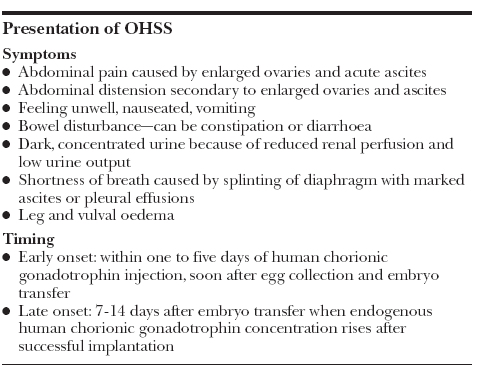 Presentation of OHSS
Symptoms
● Abdominal pain caused by enlarged ovaries and acute ascites
● Abdominal distension secondary to enlarged ovaries and ascites
● Feeling unwell, nauseated, vomiting
● Bowel disturbance—can be constipation or diarrhoea
● Dark, concentrated urine because of reduced renal perfusion and
low urine output
● Shortness of breath caused by splinting of diaphragm with marked
ascites or pleural effusions
● Leg and vulval oedema
Timing
● Early onset: within one to five days of human chorionic
gonadotrophin injection, soon after egg collection and embryo
transfer
● Late onset: 7-14 days after embryo transfer when endogenous
human chorionic gonadotrophin concentration rises after
successful implantation